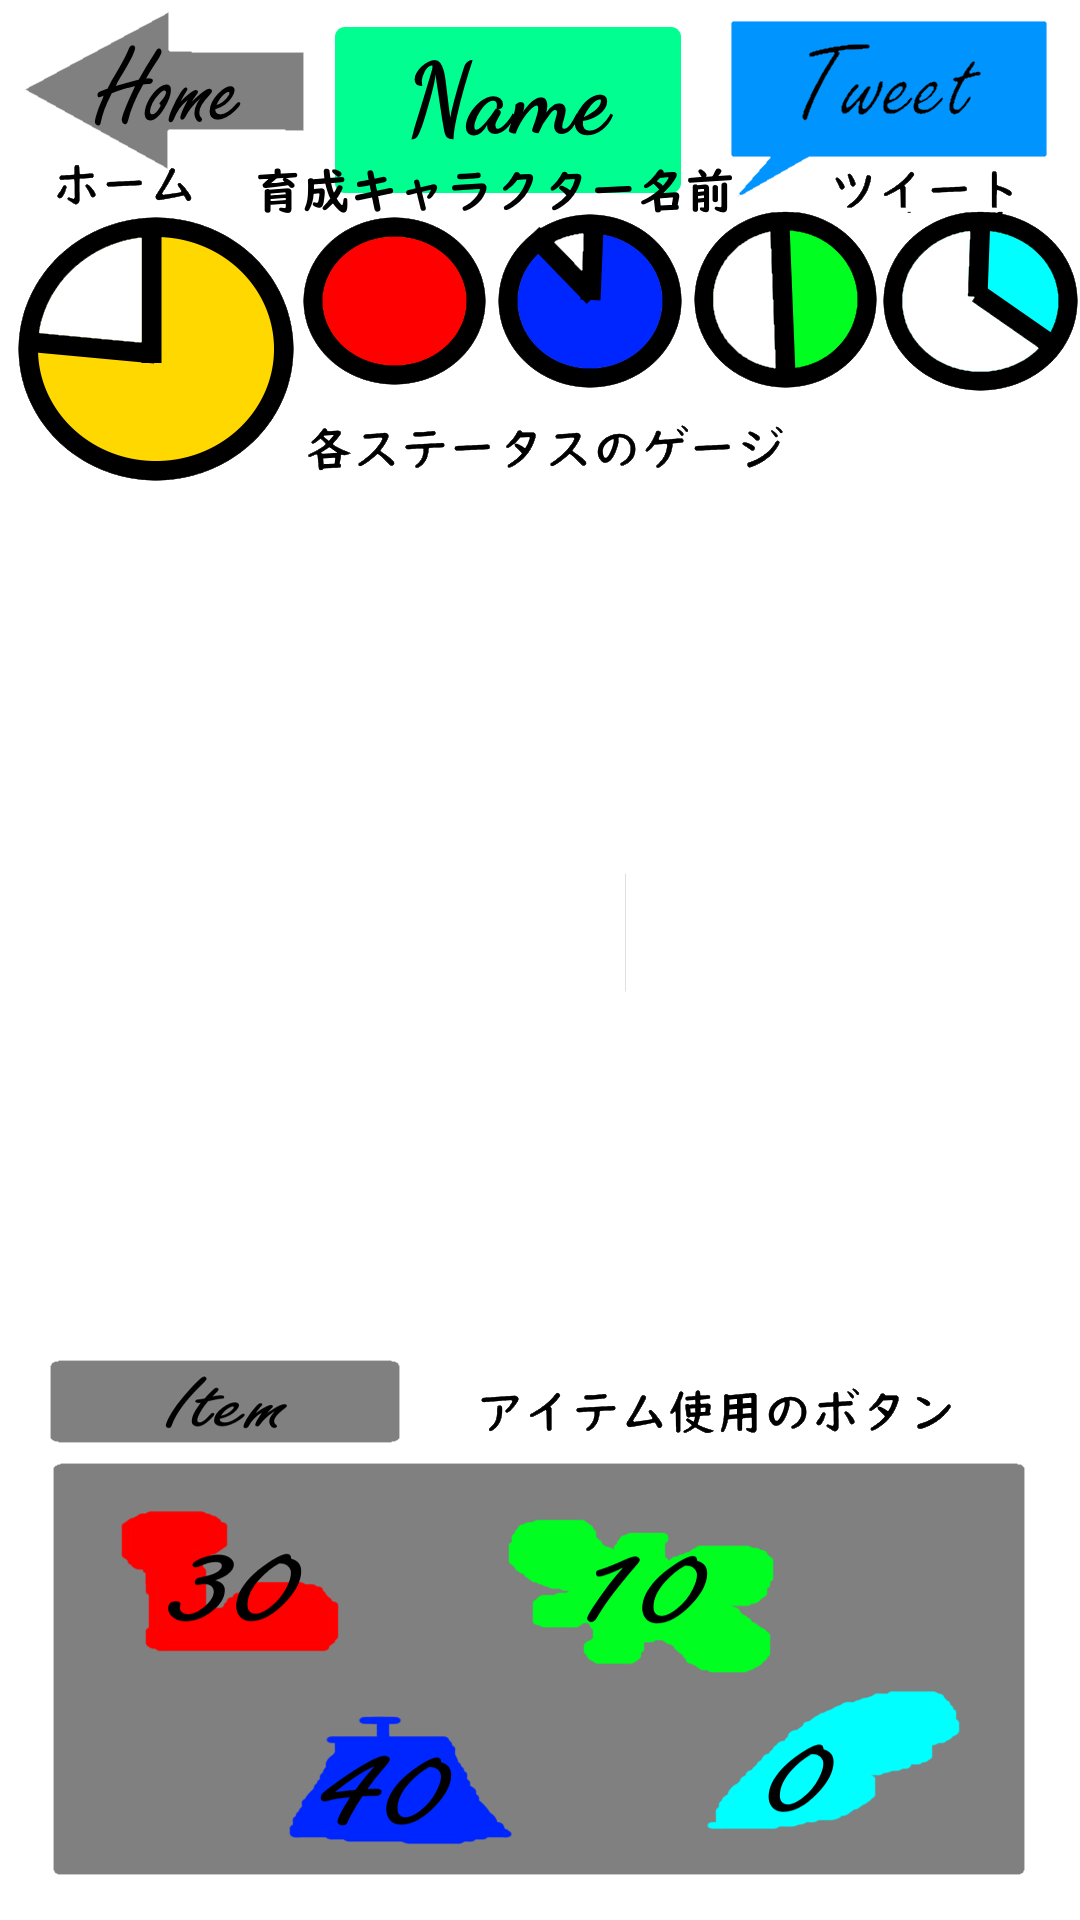 Home
Name
Tweet
ホーム
育成キャラクター名前
ツイート
各ステータスのゲージ
Item
アイテム使用のボタン
30
10
40
0